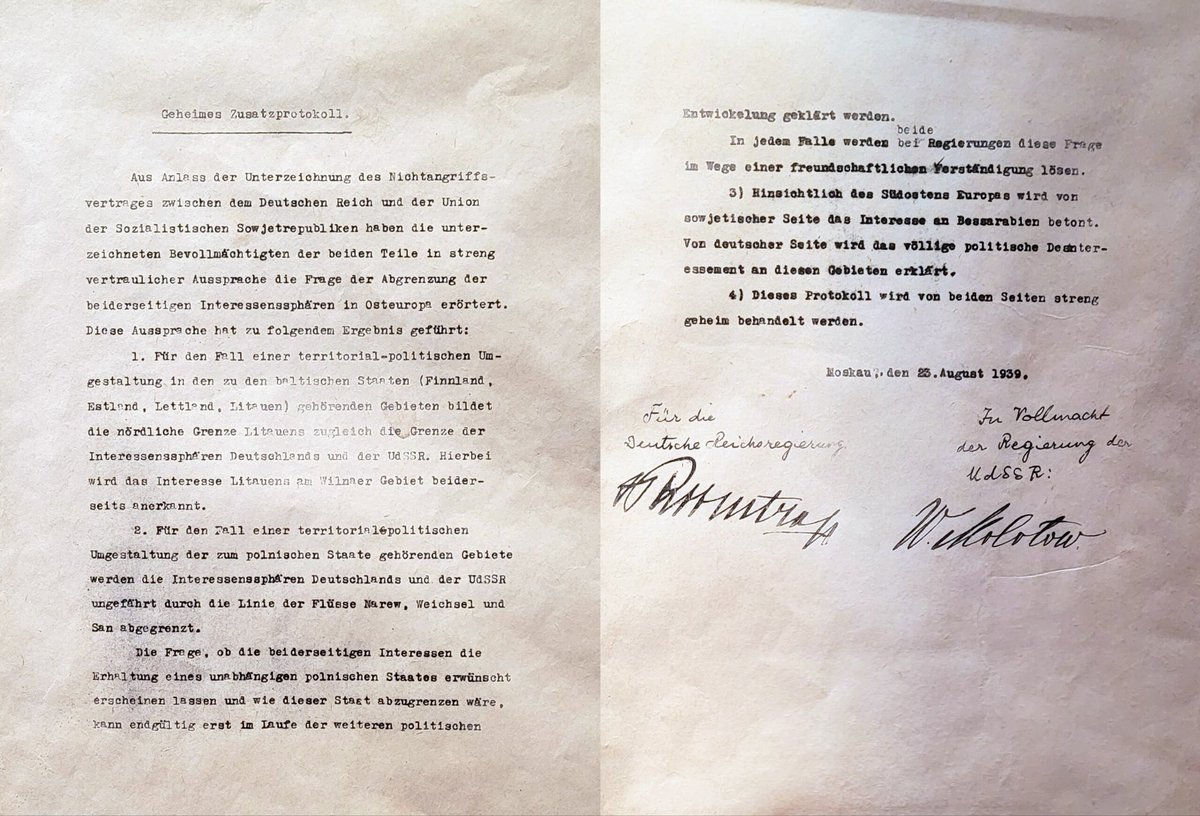 Geheimes Zusatzprotokoll.
Aus Anlass der Unterzeichnung des Nichtangriffs-
vertrages zwischen dem Deutschen Reich und der Union
der Sozialistischen Sowjetrepubliken haben die unter-
zeichneten Bevollmächtigten der beiden Teile in streng
vertraulicher Aussprache die Frage der Abgrenzung der
beiderseitigen Interessenssphären in Osteuropa erörtert.
Diese Aussprache hat zu folgendem Ergebnis geführt:
1. Für den Fall einer territorial-politischen Um-
gestaltung in den zu den baltischen Staaten (Finnland,
Estland, Lettland, Litauen) gehörenden Gebieten bildet
die nördliche Grenze Litauens zugleich die Grenze der
Interessenssphären Deutschlands und der UdSSR. Hierbei
wird das Interesse Litauens am Wilnaer Gebiet beider-
seits anerkannt.
2. Für den Fall einer territorial-politischen
Umgestaltung der zum polnischen Staate gehörenden Gebiete
werden die Interessenssphären Deutschlands und der UdSSR
ungefährt durch die Linie der Flüsse Narew, Weichsel und
San abgegrenzt.
Die Frage, ob die beiderseitigen Interessen die
Erhaltung eines unabhängigen polnischen Staates erwünscht
erscheinen lassen und wie dieser Staat abzugrenzen wäre,
kann endgültig erst im Laufe der weiteren politischen
Entwickelung geklärt werden.
beide
In jedem Falle werden bei Regierungen diese Frage
im Wege einer freundschaftlichen Verständigung lösen.
3) Hinsichtlich des Südostens Europas wird von
sowjetischer Seite das Interesse an Bessarabien betont.
Von deutscher Seite wird das völlige politische Desinter-
essement an diesen Gebieten erklärt.
4) Dieses Protokoll wird von beiden Seiten streng
geheim behandelt werden.
Moskau, den 23. August 1939.
Für die
Deutsche Reichsregierung
Ribbentrop
In Vollmacht
der Regierung der
UdSSR:
W. Molotow